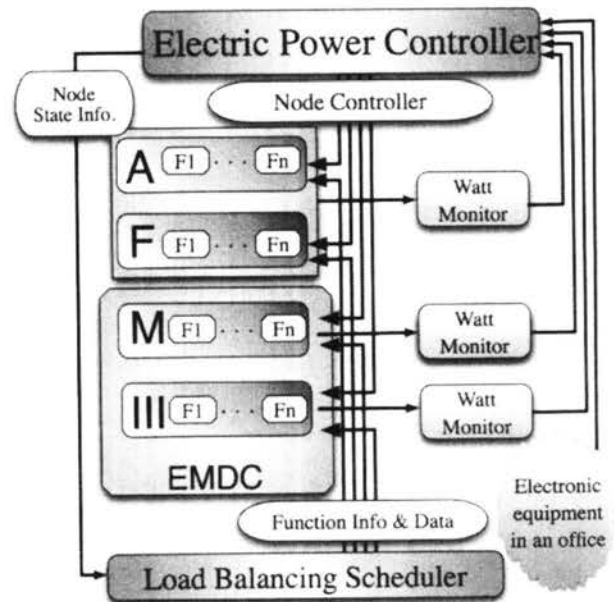 Electric Power Controller
Node
State Info.
Node Controller
A F1 · · · Fn
Watt
Monitor
F F1 · · · Fn
M F1 · · · Fn
Watt
Monitor
III F1 · · · Fn
Watt
Monitor
EMDC
Electronic
equipment
in an office
Function Info & Data
Load Balancing Scheduler